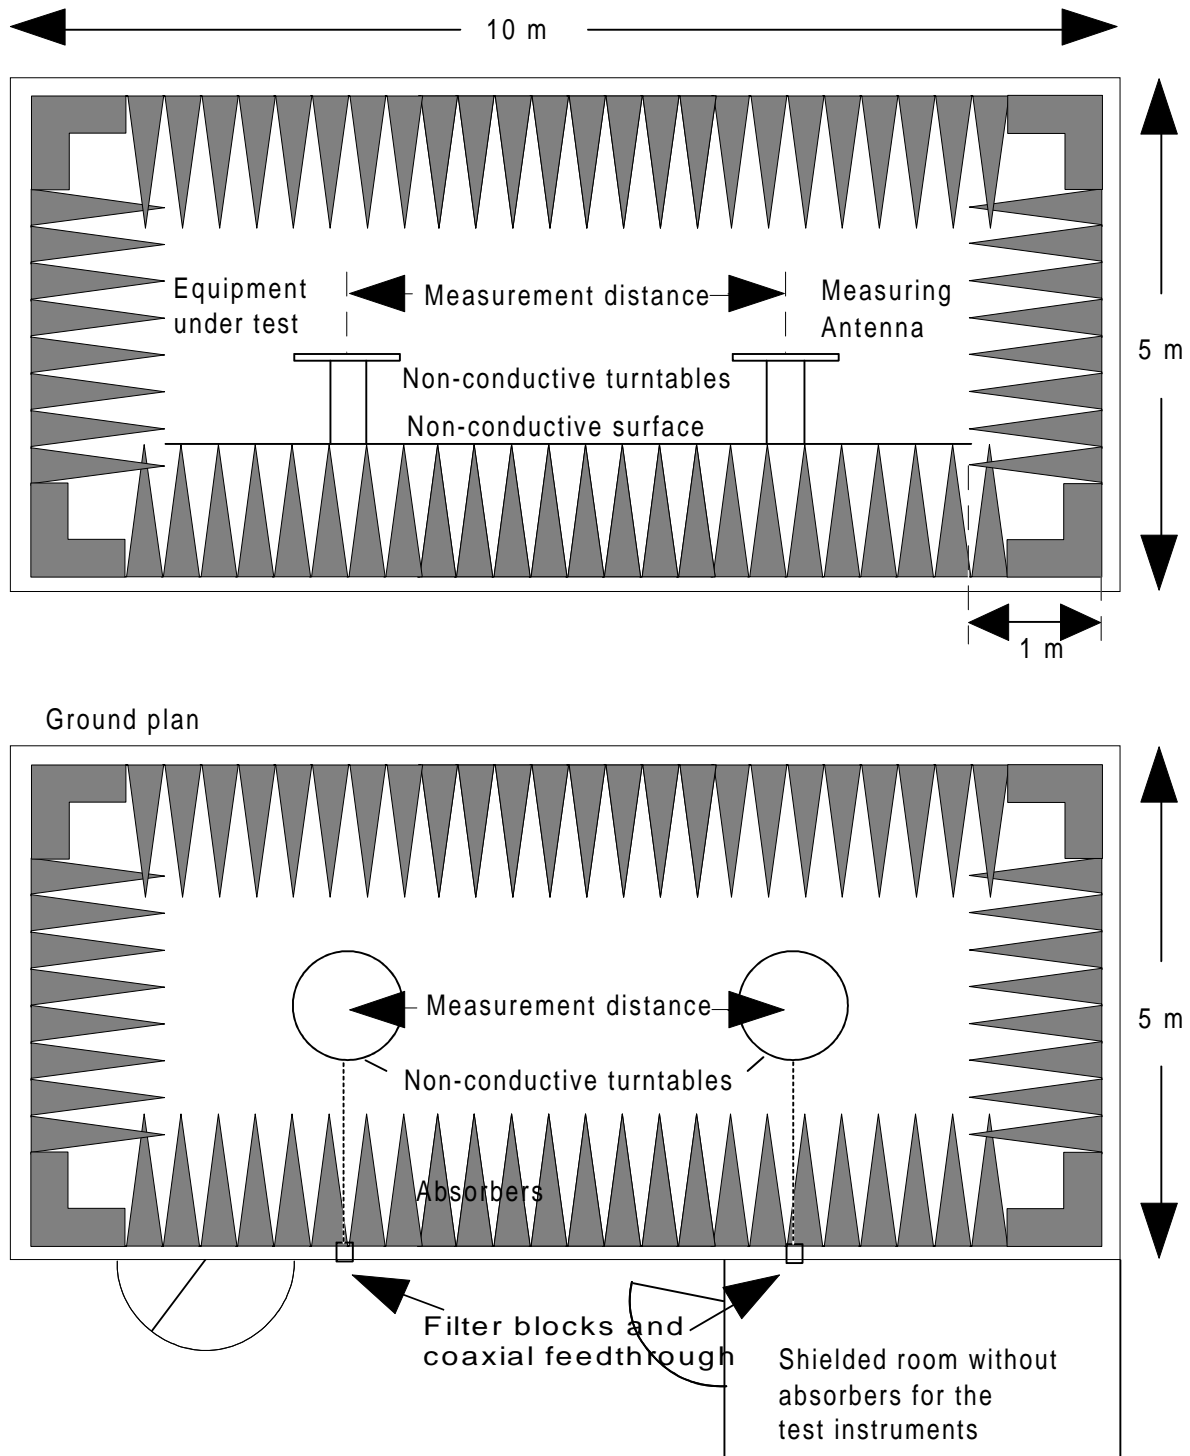 10 m
Equipment
under test
Measurement distance
Measuring
Antenna
5 m
Non-conductive turntables
Non-conductive surface
1 m
Ground plan
Measurement distance
5 m
Non-conductive turntables
Absorbers
Filter blocks and
coaxial feedthrough
Shielded room without
absorbers for the
test instruments